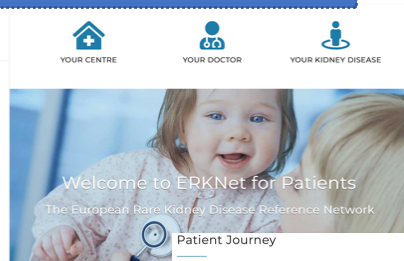 YOUR CENTRE
YOUR DOCTOR
YOUR KIDNEY DISEASE
Welcome to ERKNet for Patients
The European Rare Kidney Disease Reference Network
Patient Journey